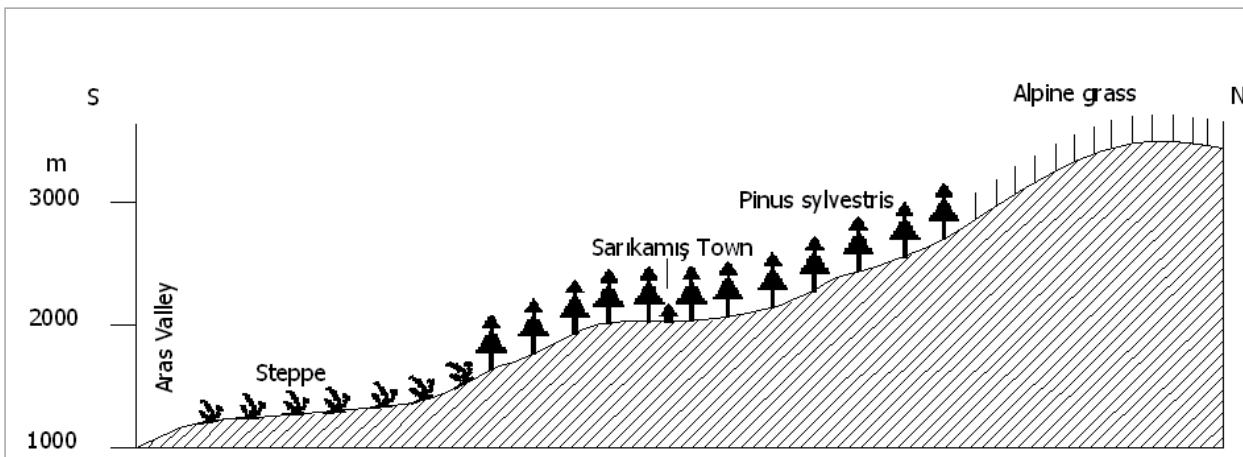 S
Alpine grass
N
m
3000
Pinus sylvestris
Sarıkamış Town
2000
Aras Valley
Steppe
1000